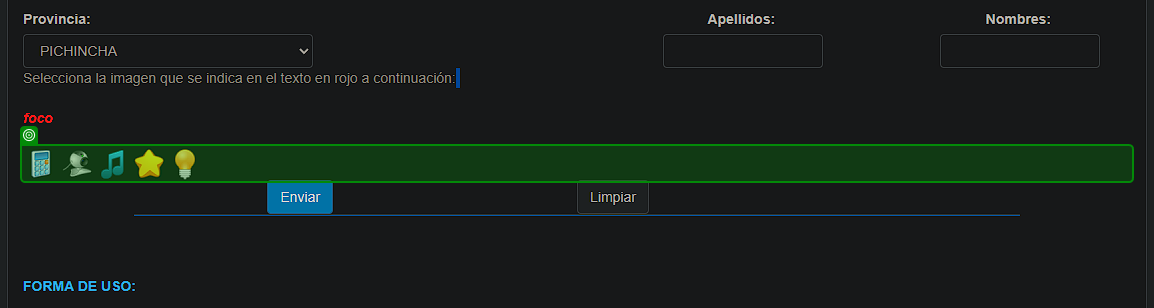 Provincia: Apellidos: Nombres:
PICHINCHA
Selecciona la imagen que se indica en el texto en rojo a continuación:
foco
Enviar Limpiar
FORMA DE USO: